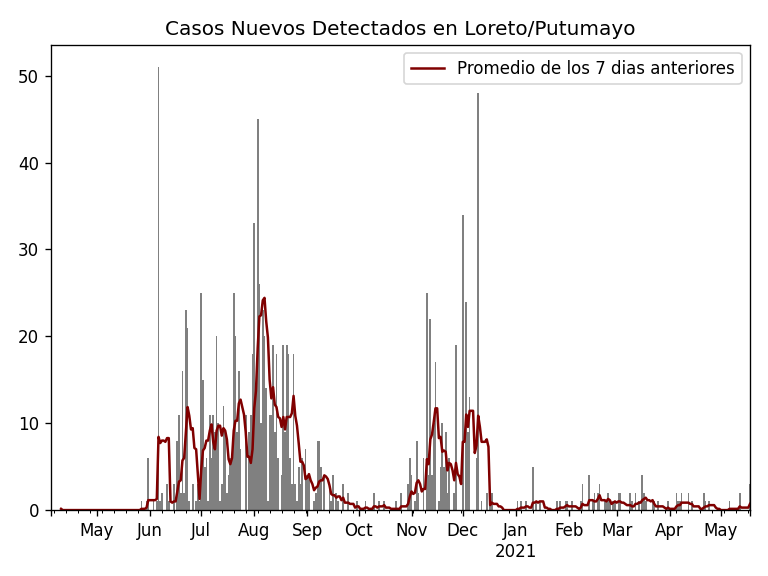 Casos Nuevos Detectados en Loreto/Putumayo
Promedio de los 7 dias anteriores
50
40
30
20
10
0
May Jun Jul Aug Sep Oct Nov Dec Jan Feb Mar Apr May
2021